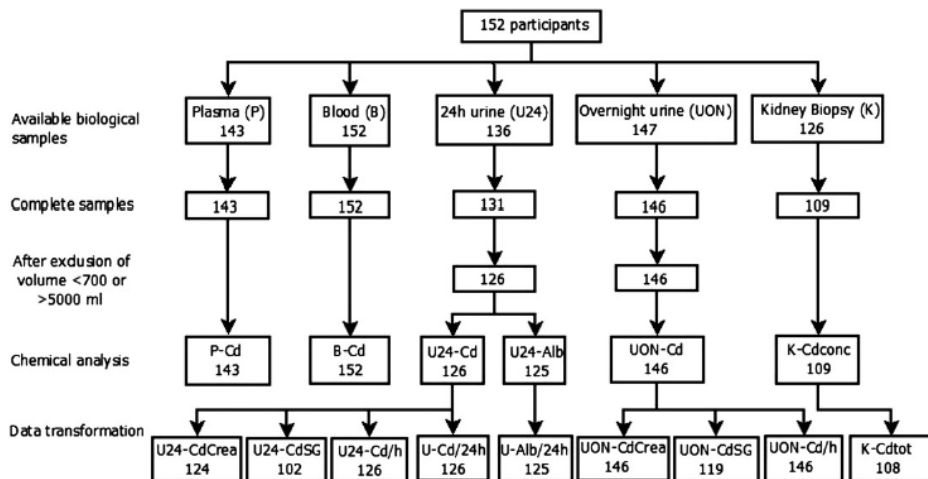 152 participants
Available biological
samples
Plasma (P)
143
Blood (B)
152
24h urine (U24)
136
Overnight urine (UON)
147
Kidney Biopsy (K)
126
Complete samples
143
152
131
146
109
After exclusion of
volume <700 or
>5000 ml
126
146
Chemical analysis
P-Cd
143
B-Cd
152
U24-Cd
126
U24-Alb
125
UON-Cd
146
K-Cdconc
109
Data transformation
U24-CdCrea
124
U24-CdSG
102
U24-Cd/h
126
U-Cd/24h
126
U-Alb/24h
125
UON-CdCrea
146
UON-CdSG
119
UON-Cd/h
146
K-Cdtot
108